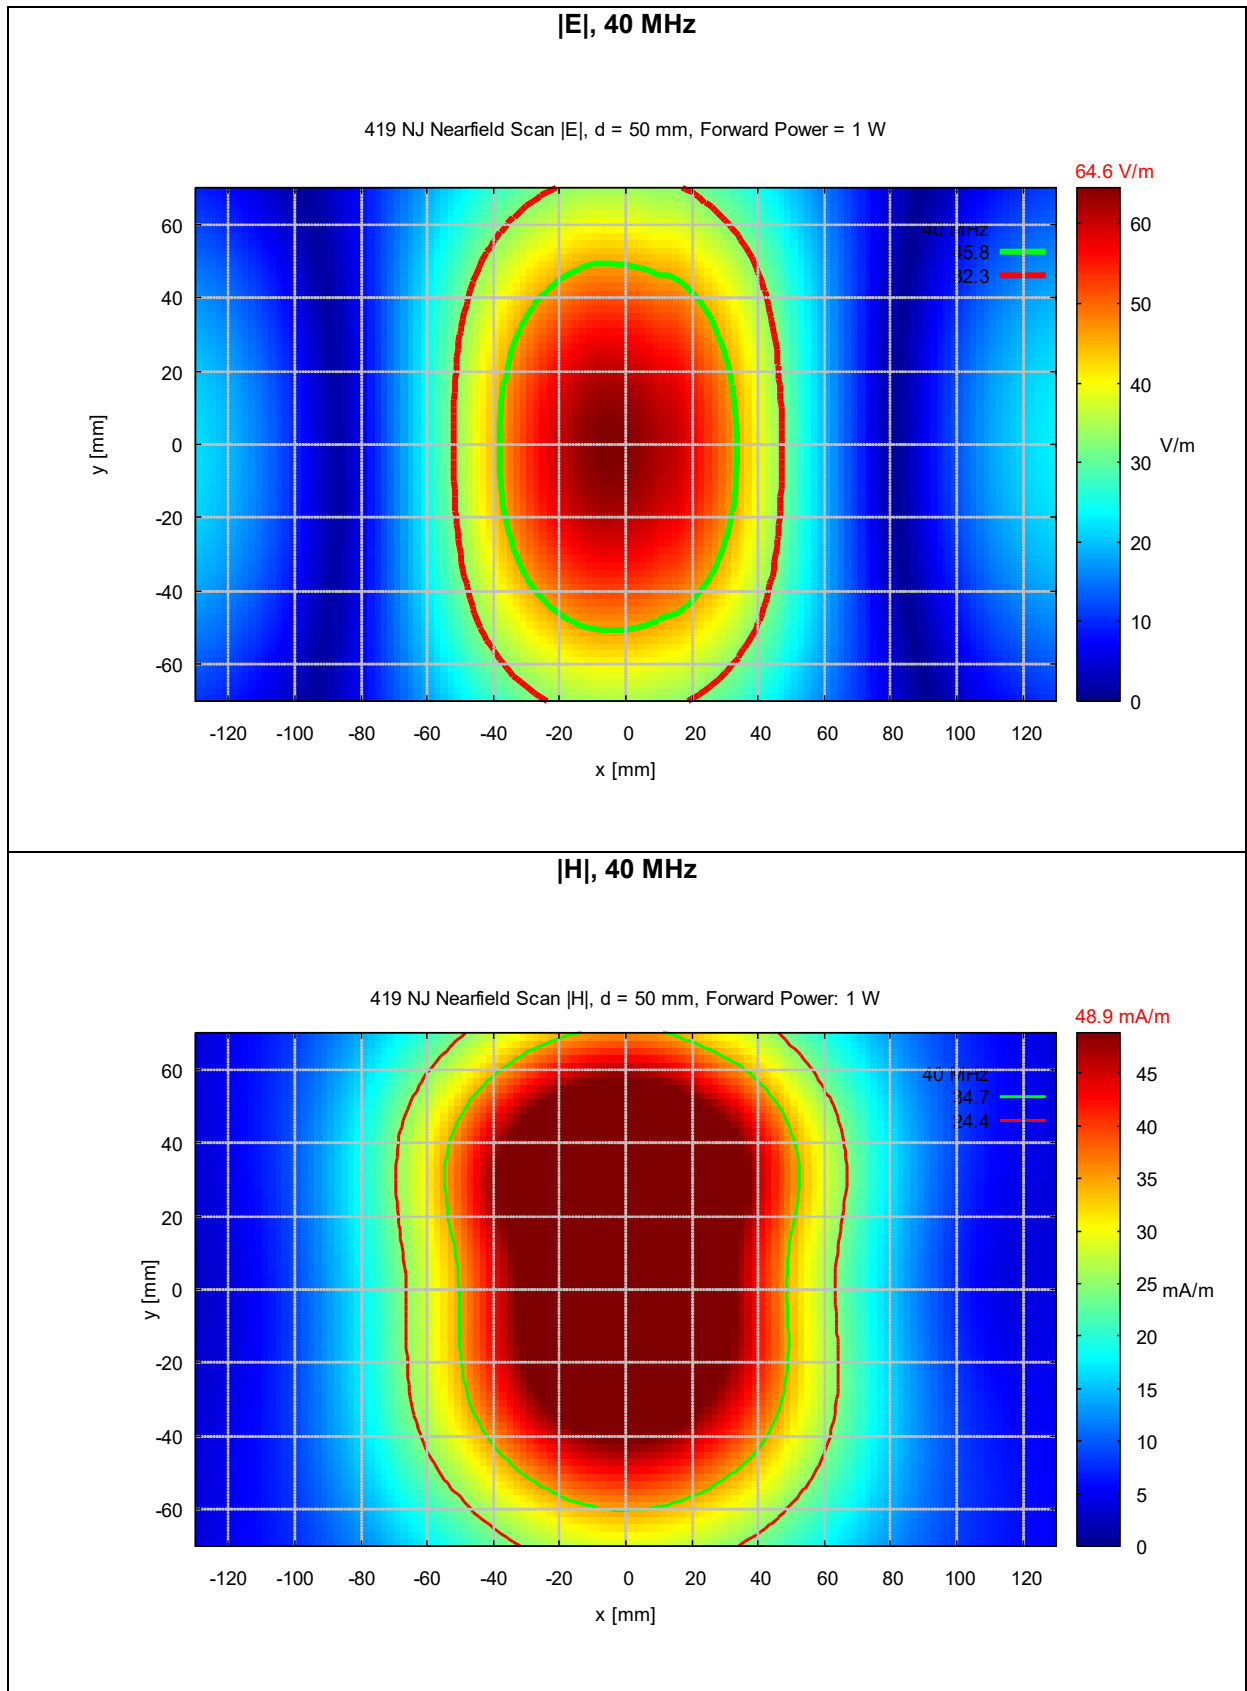 |E|, 40 MHz
419 NJ Nearfield Scan |E|, d = 50 mm, Forward Power = 1 W
64.6 V/m
40 MHz
45.8
32.3
60
40
20
0
-20
-40
-60
y [mm]
-120 -100 -80 -60 -40 -20 0 20 40 60 80 100 120
x [mm]
60
50
40
30
20
10
0
V/m
|H|, 40 MHz
419 NJ Nearfield Scan |H|, d = 50 mm, Forward Power: 1 W
48.9 mA/m
40 MHz
34.7
24.4
60
40
20
0
-20
-40
-60
y [mm]
-120 -100 -80 -60 -40 -20 0 20 40 60 80 100 120
x [mm]
45
40
35
30
25
20
15
10
5
0
mA/m